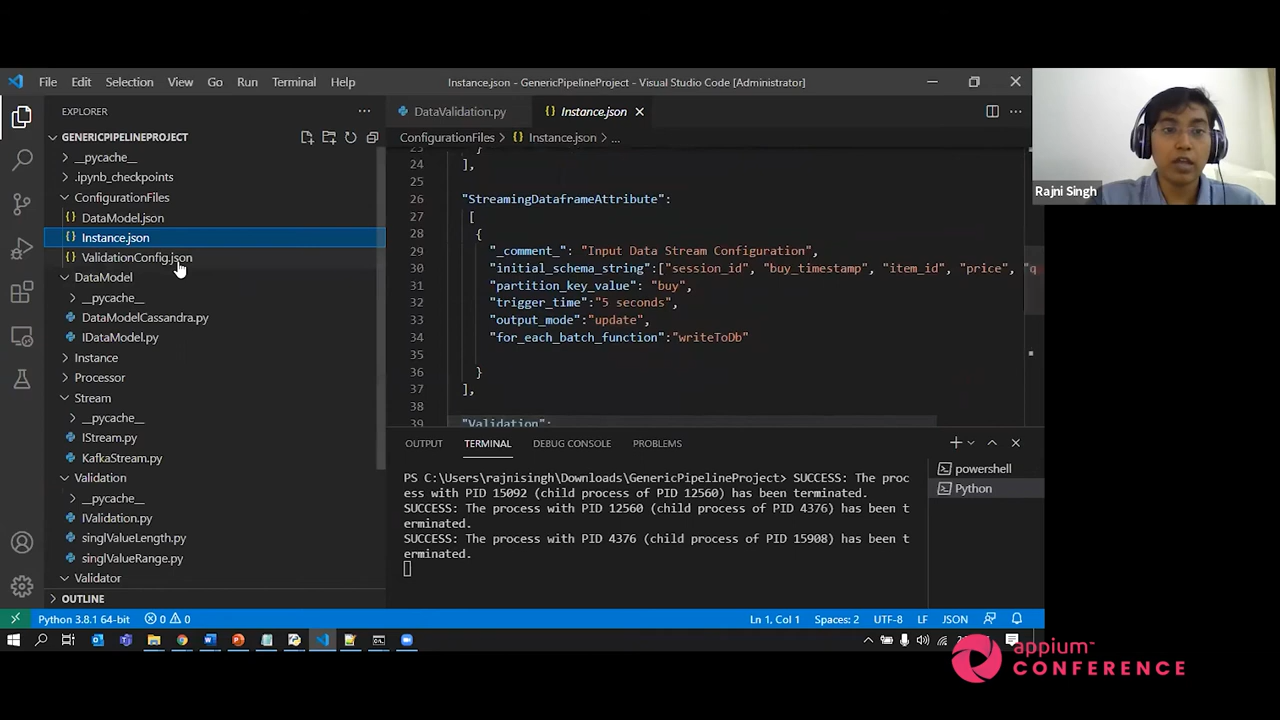 File Edit Selection View Go Run Terminal Help
Instance.json - GenericPipelineProject - Visual Studio Code [Administrator]
EXPLORER
GENERICPIPELINEPROJECT
__pycache__
.ipynb_checkpoints
ConfigurationFiles
{} DataModel.json
{} Instance.json
{} ValidationConfig.json
DataModel
__pycache__
DataModelCassandra.py
IDataModel.py
Instance
Processor
Stream
__pycache__
IStream.py
KafkaStream.py
Validation
__pycache__
IValidation.py
singlValueLength.py
singlValueRange.py
Validator
OUTLINE
DataValidation.py {} Instance.json
ConfigurationFiles > {} Instance.json > ...
23 }
24 ],
25
26 "StreamingDataframeAttribute":
27 [
28 {
29 "_comment_": "Input Data Stream Configuration",
30 "initial_schema_string":["session_id", "buy_timestamp", "item_id", "price", "q
31 "partition_key_value": "buy",
32 "trigger_time":"5 seconds",
33 "output_mode":"update",
34 "for_each_batch_function":"writeToDb"
35
36 }
37 ],
38
39 "Validation":
OUTPUT TERMINAL DEBUG CONSOLE PROBLEMS
PS C:\Users\rajnisingh\Downloads\GenericPipelineProject> SUCCESS: The proc
ess with PID 15092 (child process of PID 12560) has been terminated.
SUCCESS: The process with PID 12560 (child process of PID 4376) has been t
erminated.
SUCCESS: The process with PID 4376 (child process of PID 15908) has been t
erminated.
powershell
Python
Python 3.8.1 64-bit 0 0 Ln 1, Col 1 Spaces: 2 UTF-8 LF JSON
Rajni Singh
appium™
CONFERENCE